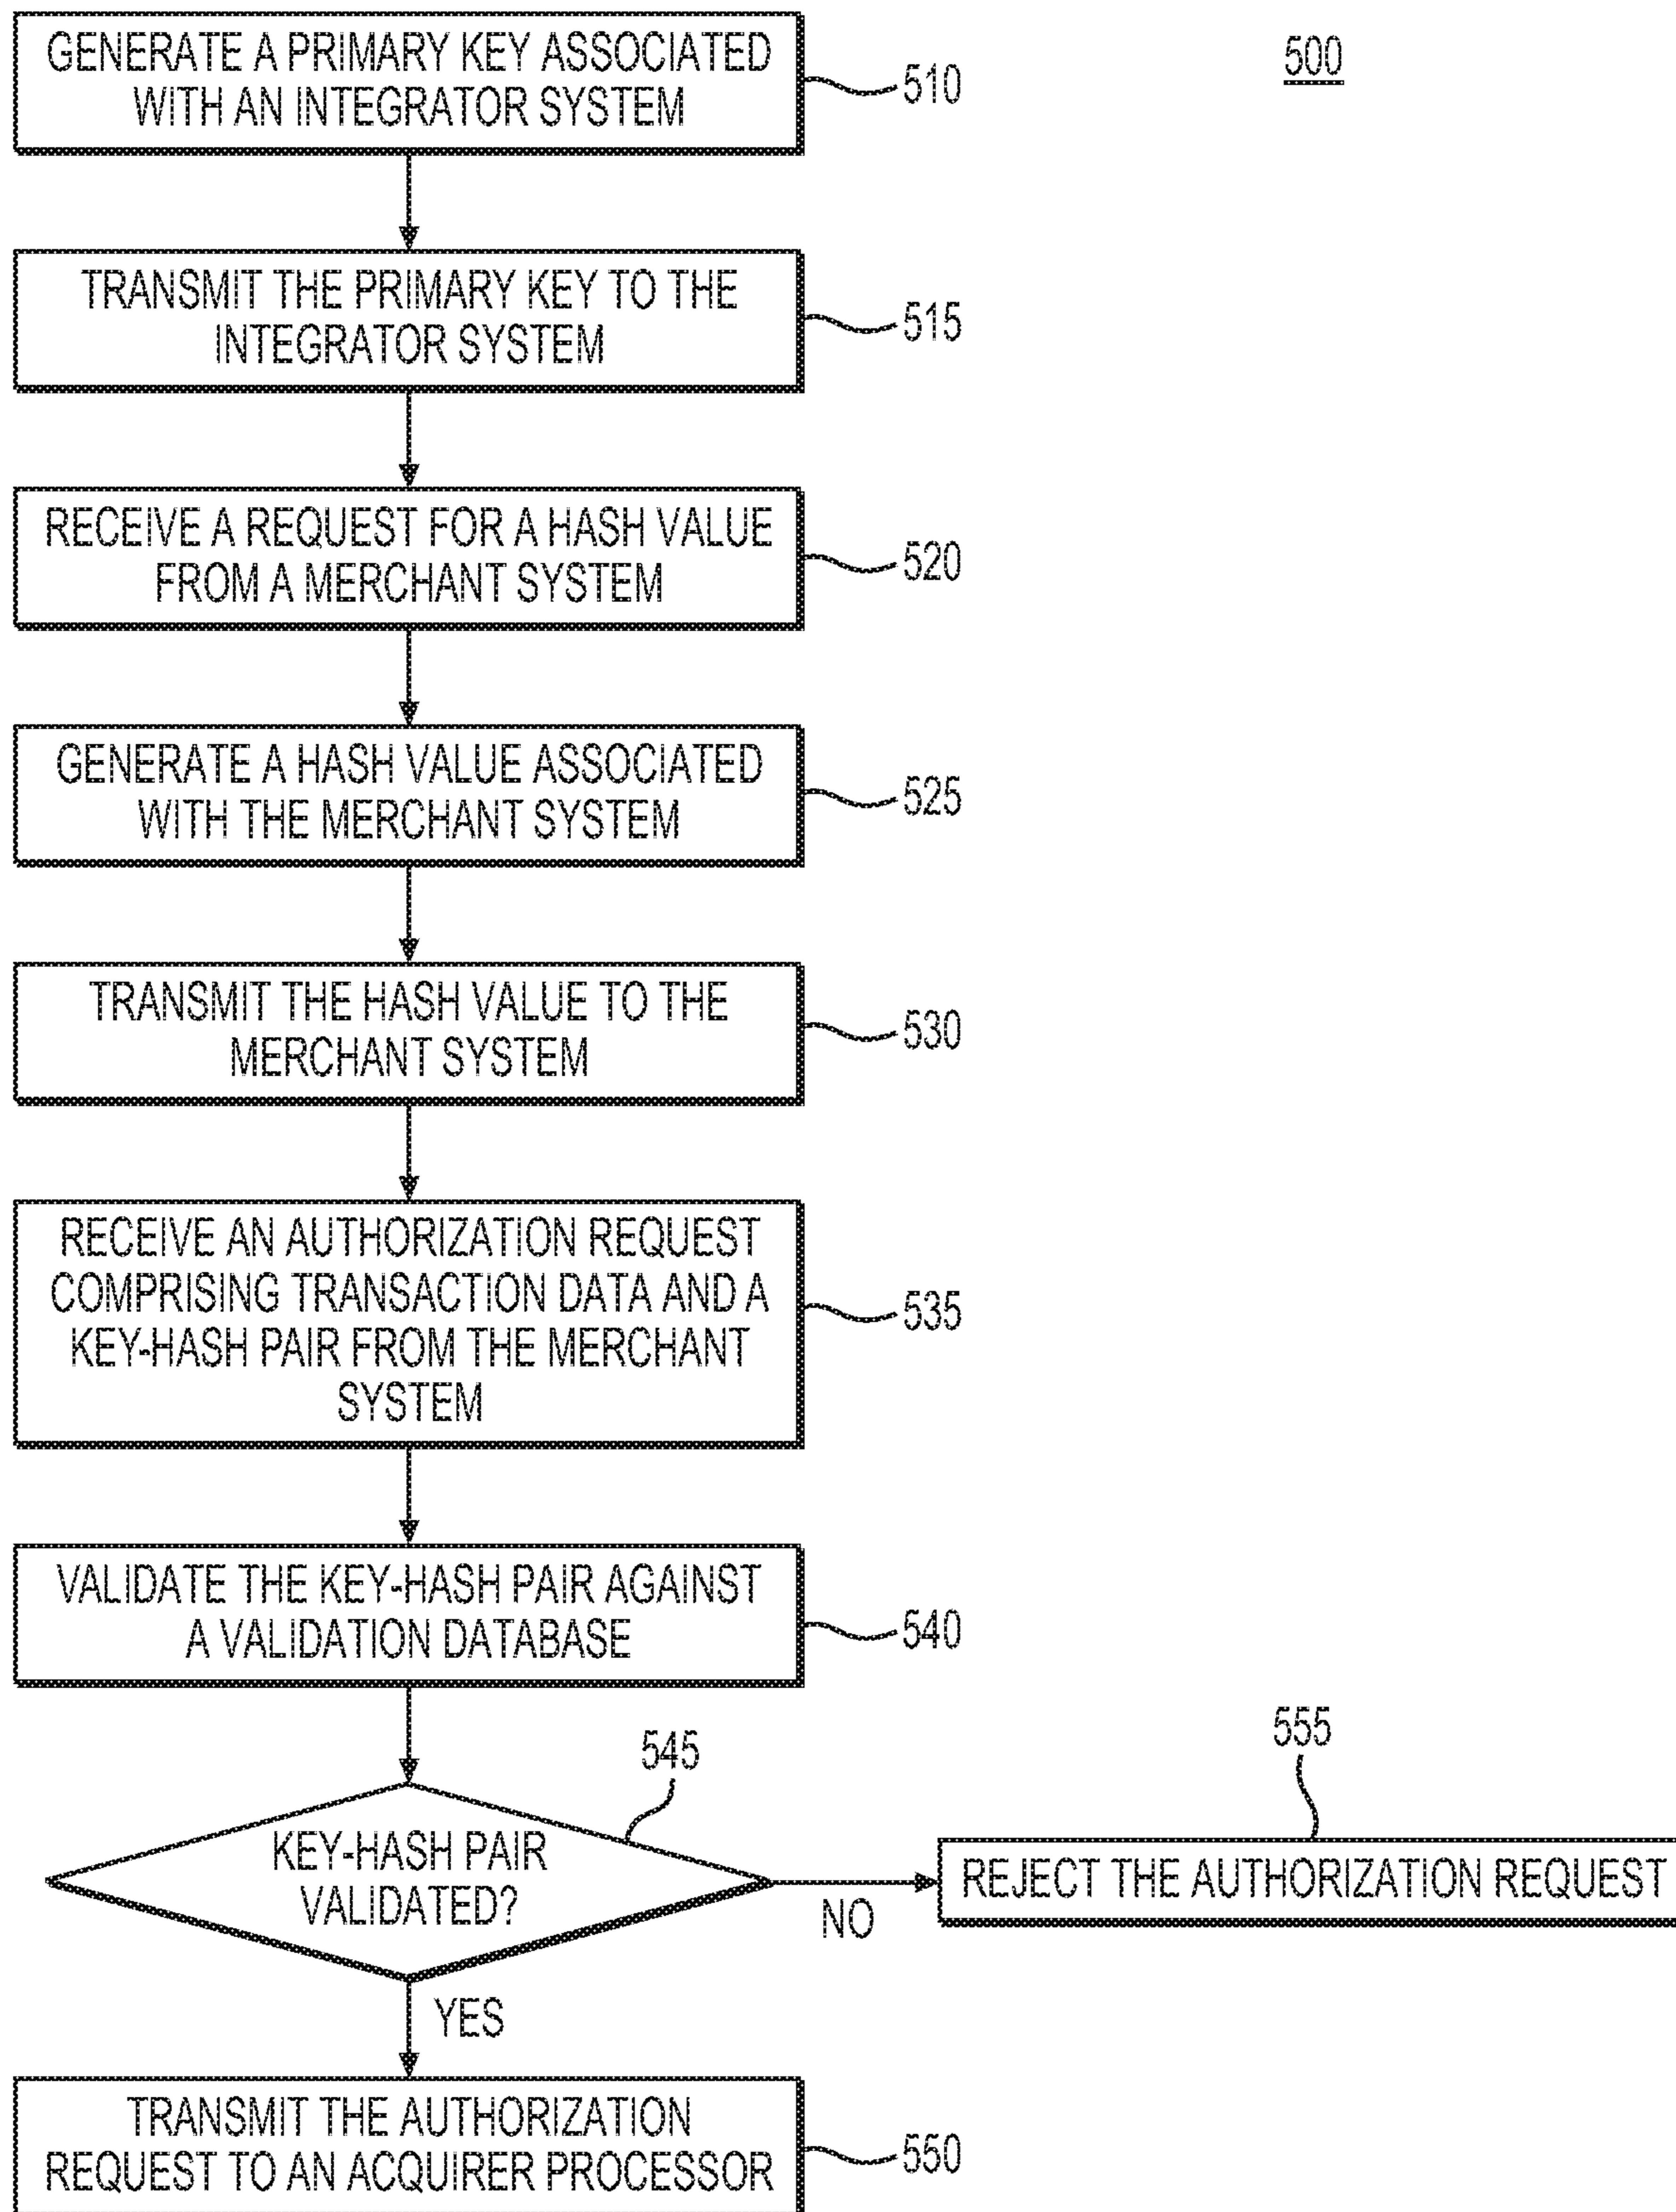 500
GENERATE A PRIMARY KEY ASSOCIATED
WITH AN INTEGRATOR SYSTEM
510
TRANSMIT THE PRIMARY KEY TO THE
INTEGRATOR SYSTEM
515
RECEIVE A REQUEST FOR A HASH VALUE
FROM A MERCHANT SYSTEM
520
GENERATE A HASH VALUE ASSOCIATED
WITH THE MERCHANT SYSTEM
525
TRANSMIT THE HASH VALUE TO THE
MERCHANT SYSTEM
530
RECEIVE AN AUTHORIZATION REQUEST
COMPRISING TRANSACTION DATA AND A
KEY-HASH PAIR FROM THE MERCHANT
SYSTEM
535
VALIDATE THE KEY-HASH PAIR AGAINST
A VALIDATION DATABASE
540
545
KEY-HASH PAIR
VALIDATED?
NO
555
REJECT THE AUTHORIZATION REQUEST
YES
TRANSMIT THE AUTHORIZATION
REQUEST TO AN ACQUIRER PROCESSOR
550